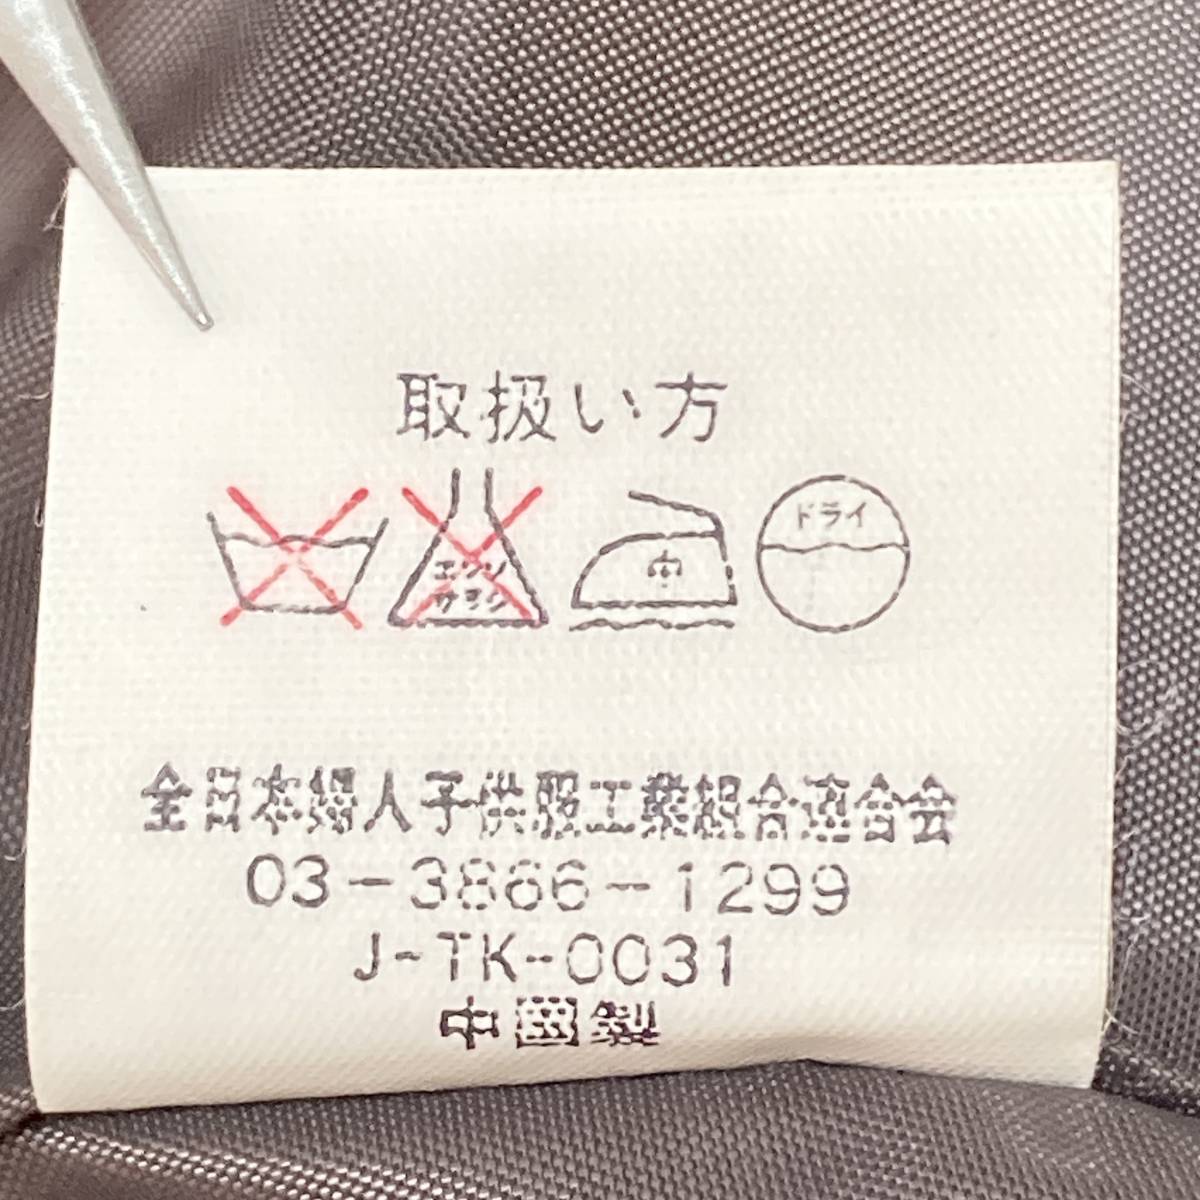 取扱い方
エンソ
サラシ
中
ドライ
全日本婦人子供服工業組合連合会
03-3866-1299
J-TK-0031
中国製